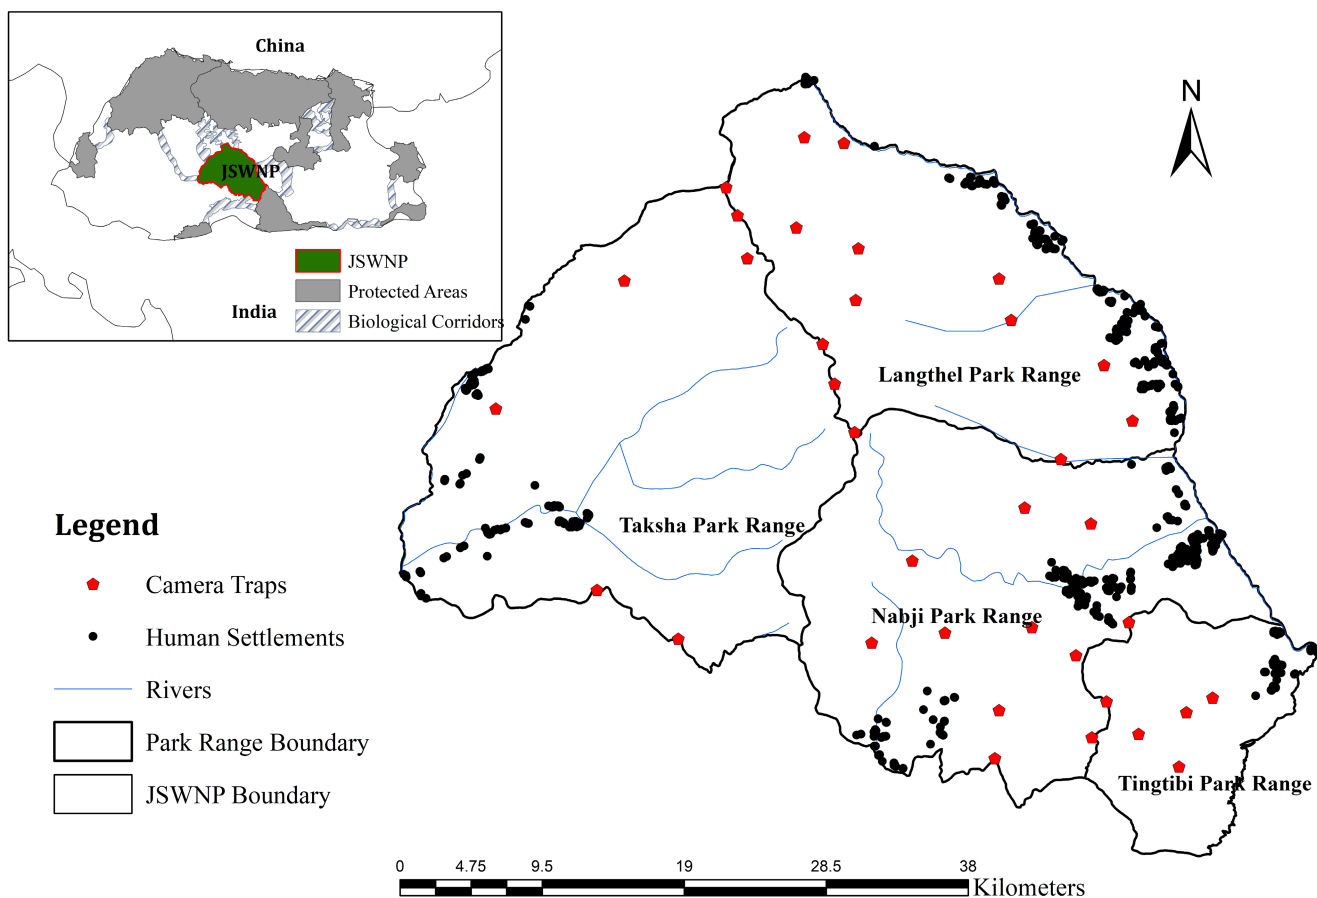 China
JSWNP
JSWNP
Protected Areas
India
Biological Corridors
N
Langthel Park Range
Taksha Park Range
Nabji Park Range
Tingtibi Park Range
Legend
Camera Traps
Human Settlements
Rivers
Park Range Boundary
JSWNP Boundary
0 4.75 9.5 19 28.5 38
Kilometers